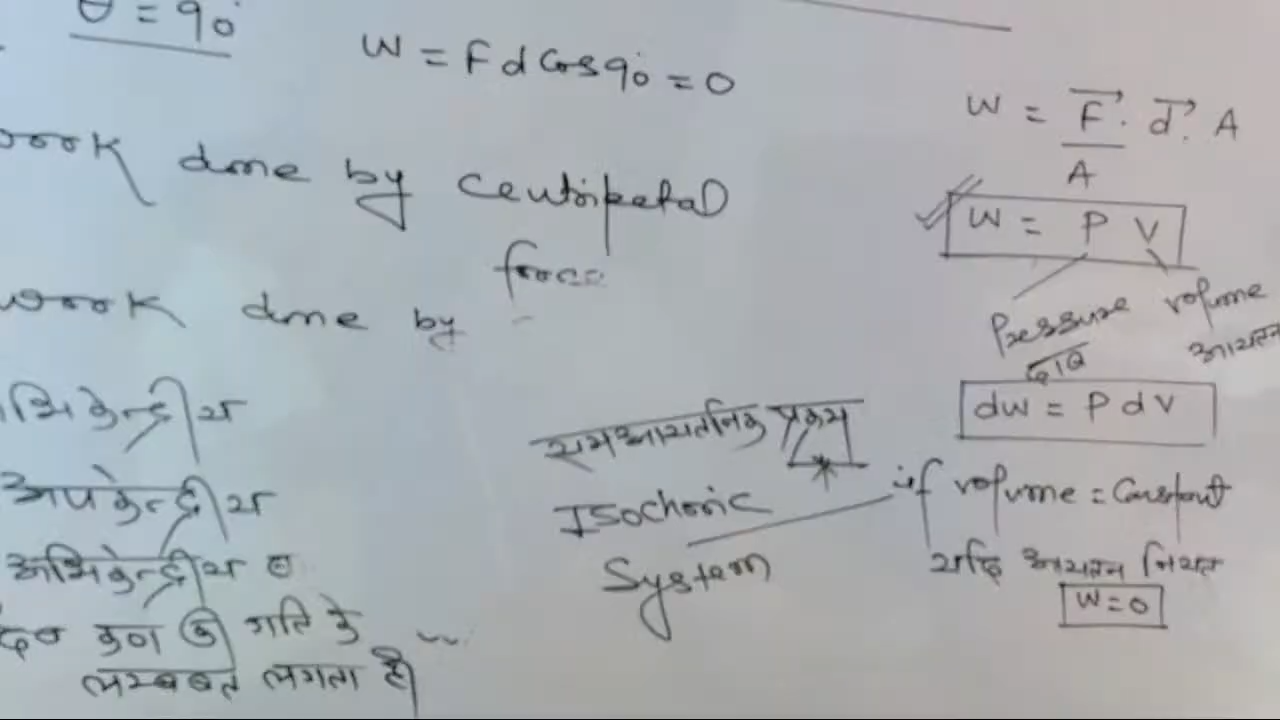 θ = 90°
W = F d Cos 90° = 0
work done by Centripetal
force
work done by
अभिकेन्द्रीय
अपकेन्द्रीय
अभिकेन्द्रीय व
कण की गति के
लम्बवत लगता है।
समआयतनिक प्रक्रम
Isochoric
System
W = F⃗ . d⃗ . A
A
W = P V
Pressure volume
दाब आयतन
dW = P dV
if volume = Constant
यदि आयतन नियत
W = 0